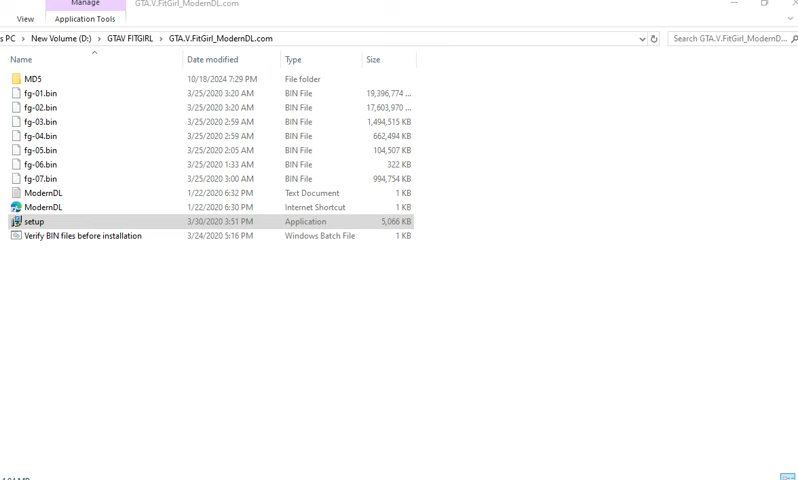 Manage
GTA.V.FitGirl_ModernDL.com
View
Application Tools
s PC > New Volume (D:) > GTAV FITGIRL > GTA.V.FitGirl_ModernDL.com
Search GTA.V.FitGirl_ModernD...
Name Date modified Type Size
MD5 10/18/2024 7:29 PM File folder
fg-01.bin 3/25/2020 3:20 AM BIN File 19,396,774 ...
fg-02.bin 3/25/2020 3:20 AM BIN File 17,603,970 ...
fg-03.bin 3/25/2020 2:59 AM BIN File 1,494,515 KB
fg-04.bin 3/25/2020 2:59 AM BIN File 662,494 KB
fg-05.bin 3/25/2020 2:05 AM BIN File 104,507 KB
fg-06.bin 3/25/2020 1:33 AM BIN File 322 KB
fg-07.bin 3/25/2020 3:00 AM BIN File 994,754 KB
ModernDL 1/22/2020 6:32 PM Text Document 1 KB
ModernDL 1/22/2020 6:30 PM Internet Shortcut 1 KB
setup 3/30/2020 3:51 PM Application 5,066 KB
Verify BIN files before installation 3/24/2020 5:16 PM Windows Batch File 1 KB